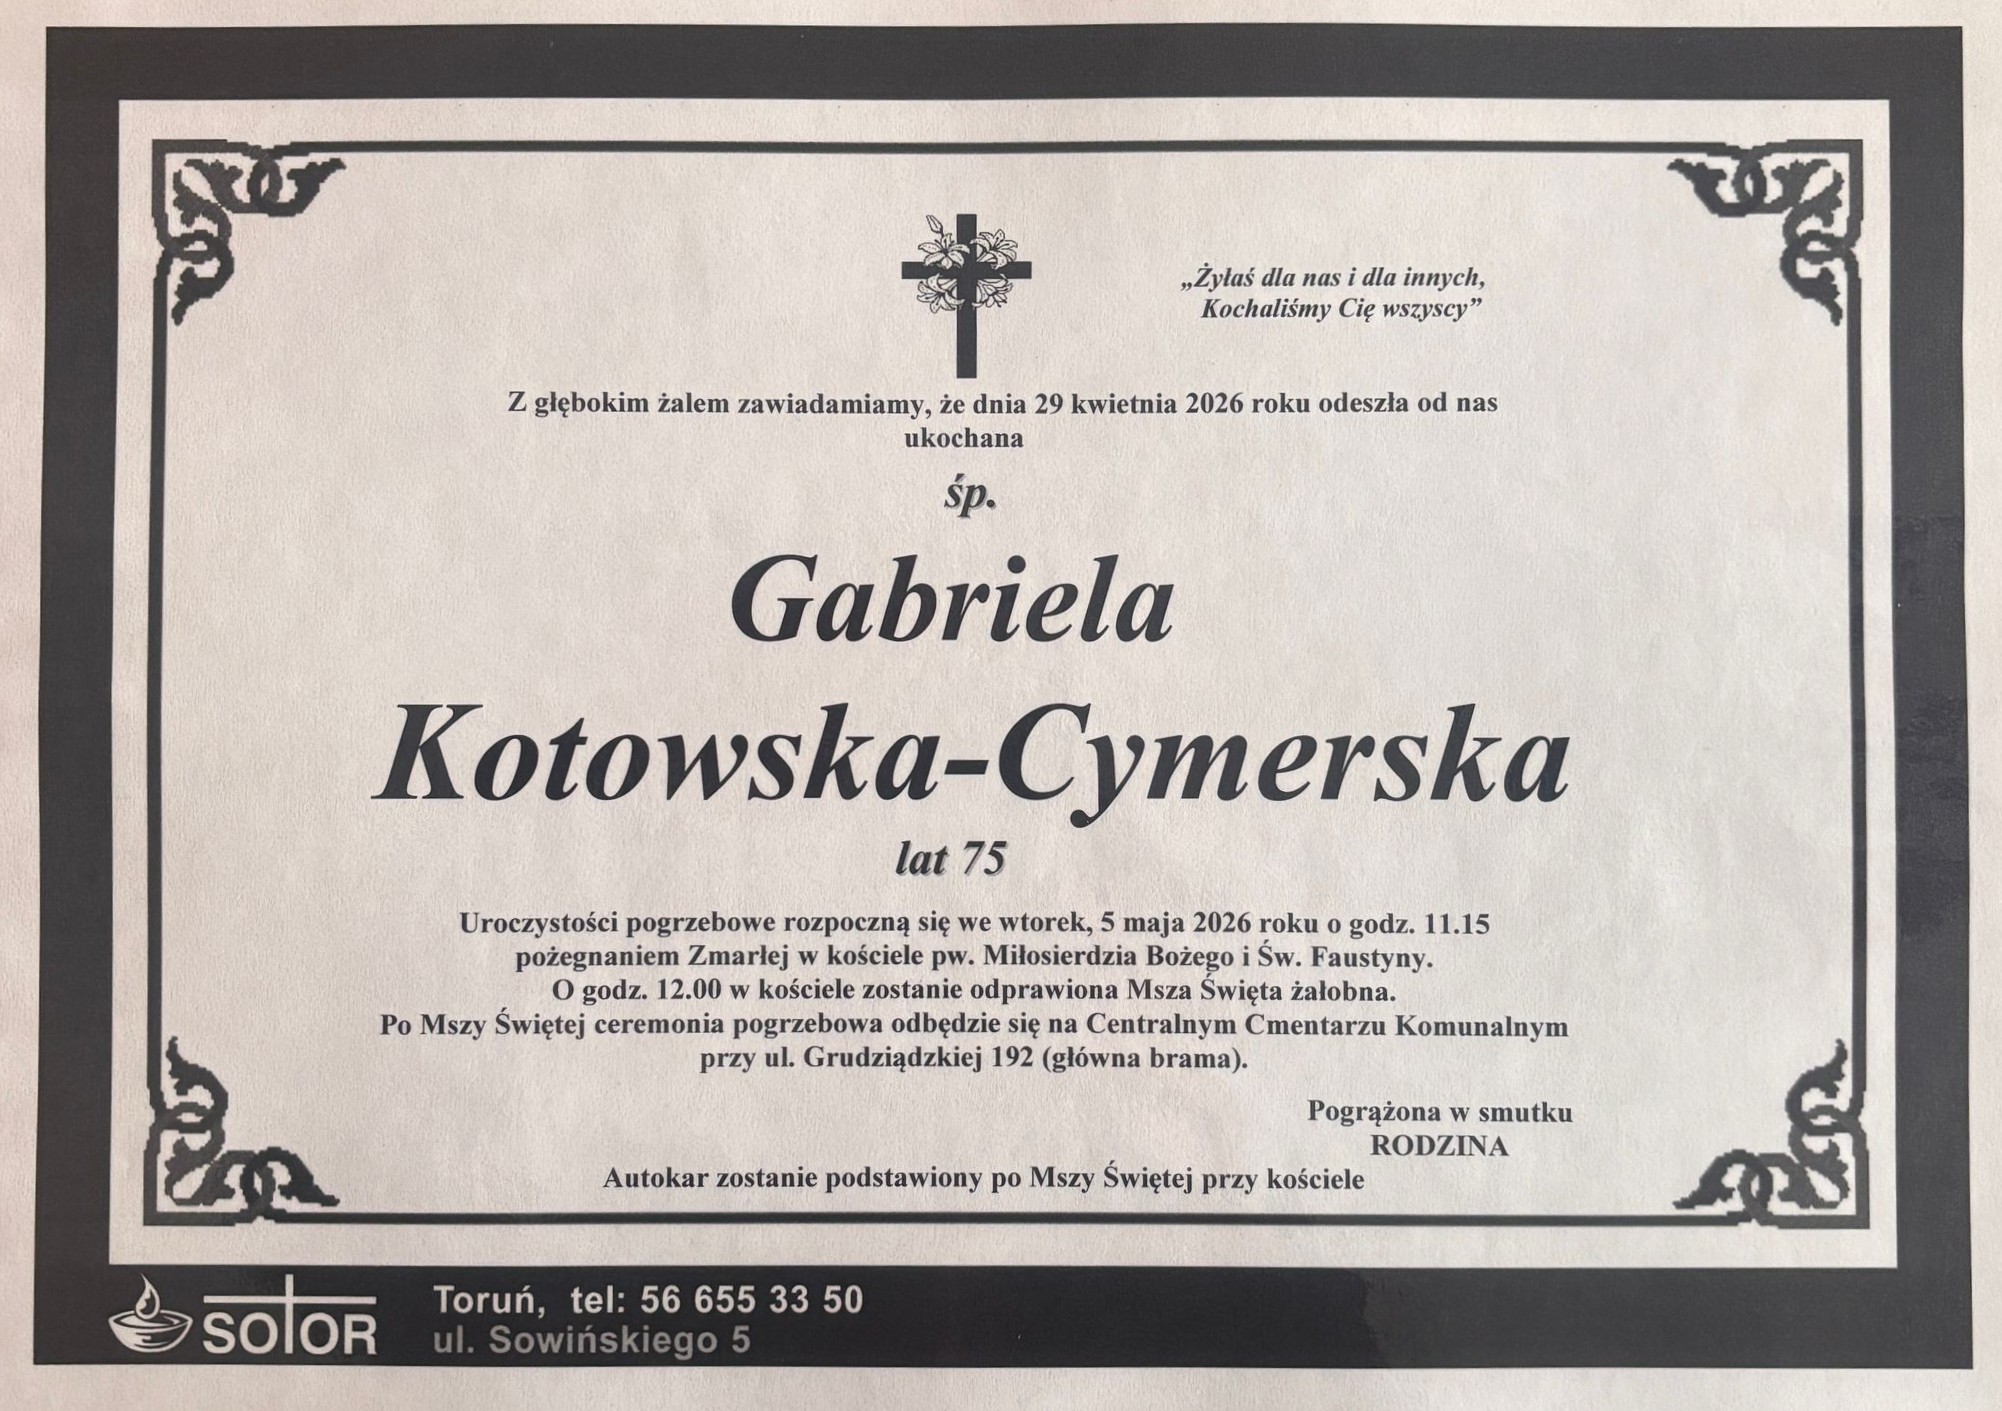 „Żyłaś dla nas i dla innych,
Kochaliśmy Cię wszyscy”
Z głębokim żalem zawiadamiamy, że dnia 29 kwietnia 2026 roku odeszła od nas
ukochana
śp.
Gabriela
Kotowska-Cymerska
lat 75
Uroczystości pogrzebowe rozpoczną się we wtorek, 5 maja 2026 roku o godz. 11.15
pożegnaniem Zmarłej w kościele pw. Miłosierdzia Bożego i Św. Faustyny.
O godz. 12.00 w kościele zostanie odprawiona Msza Święta żałobna.
Po Mszy Świętej ceremonia pogrzebowa odbędzie się na Centralnym Cmentarzu Komunalnym
przy ul. Grudziądzkiej 192 (główna brama).
Pogrążona w smutku
RODZINA
Autokar zostanie podstawiony po Mszy Świętej przy kościele
SOTOR
Toruń, tel: 56 655 33 50
ul. Sowińskiego 5